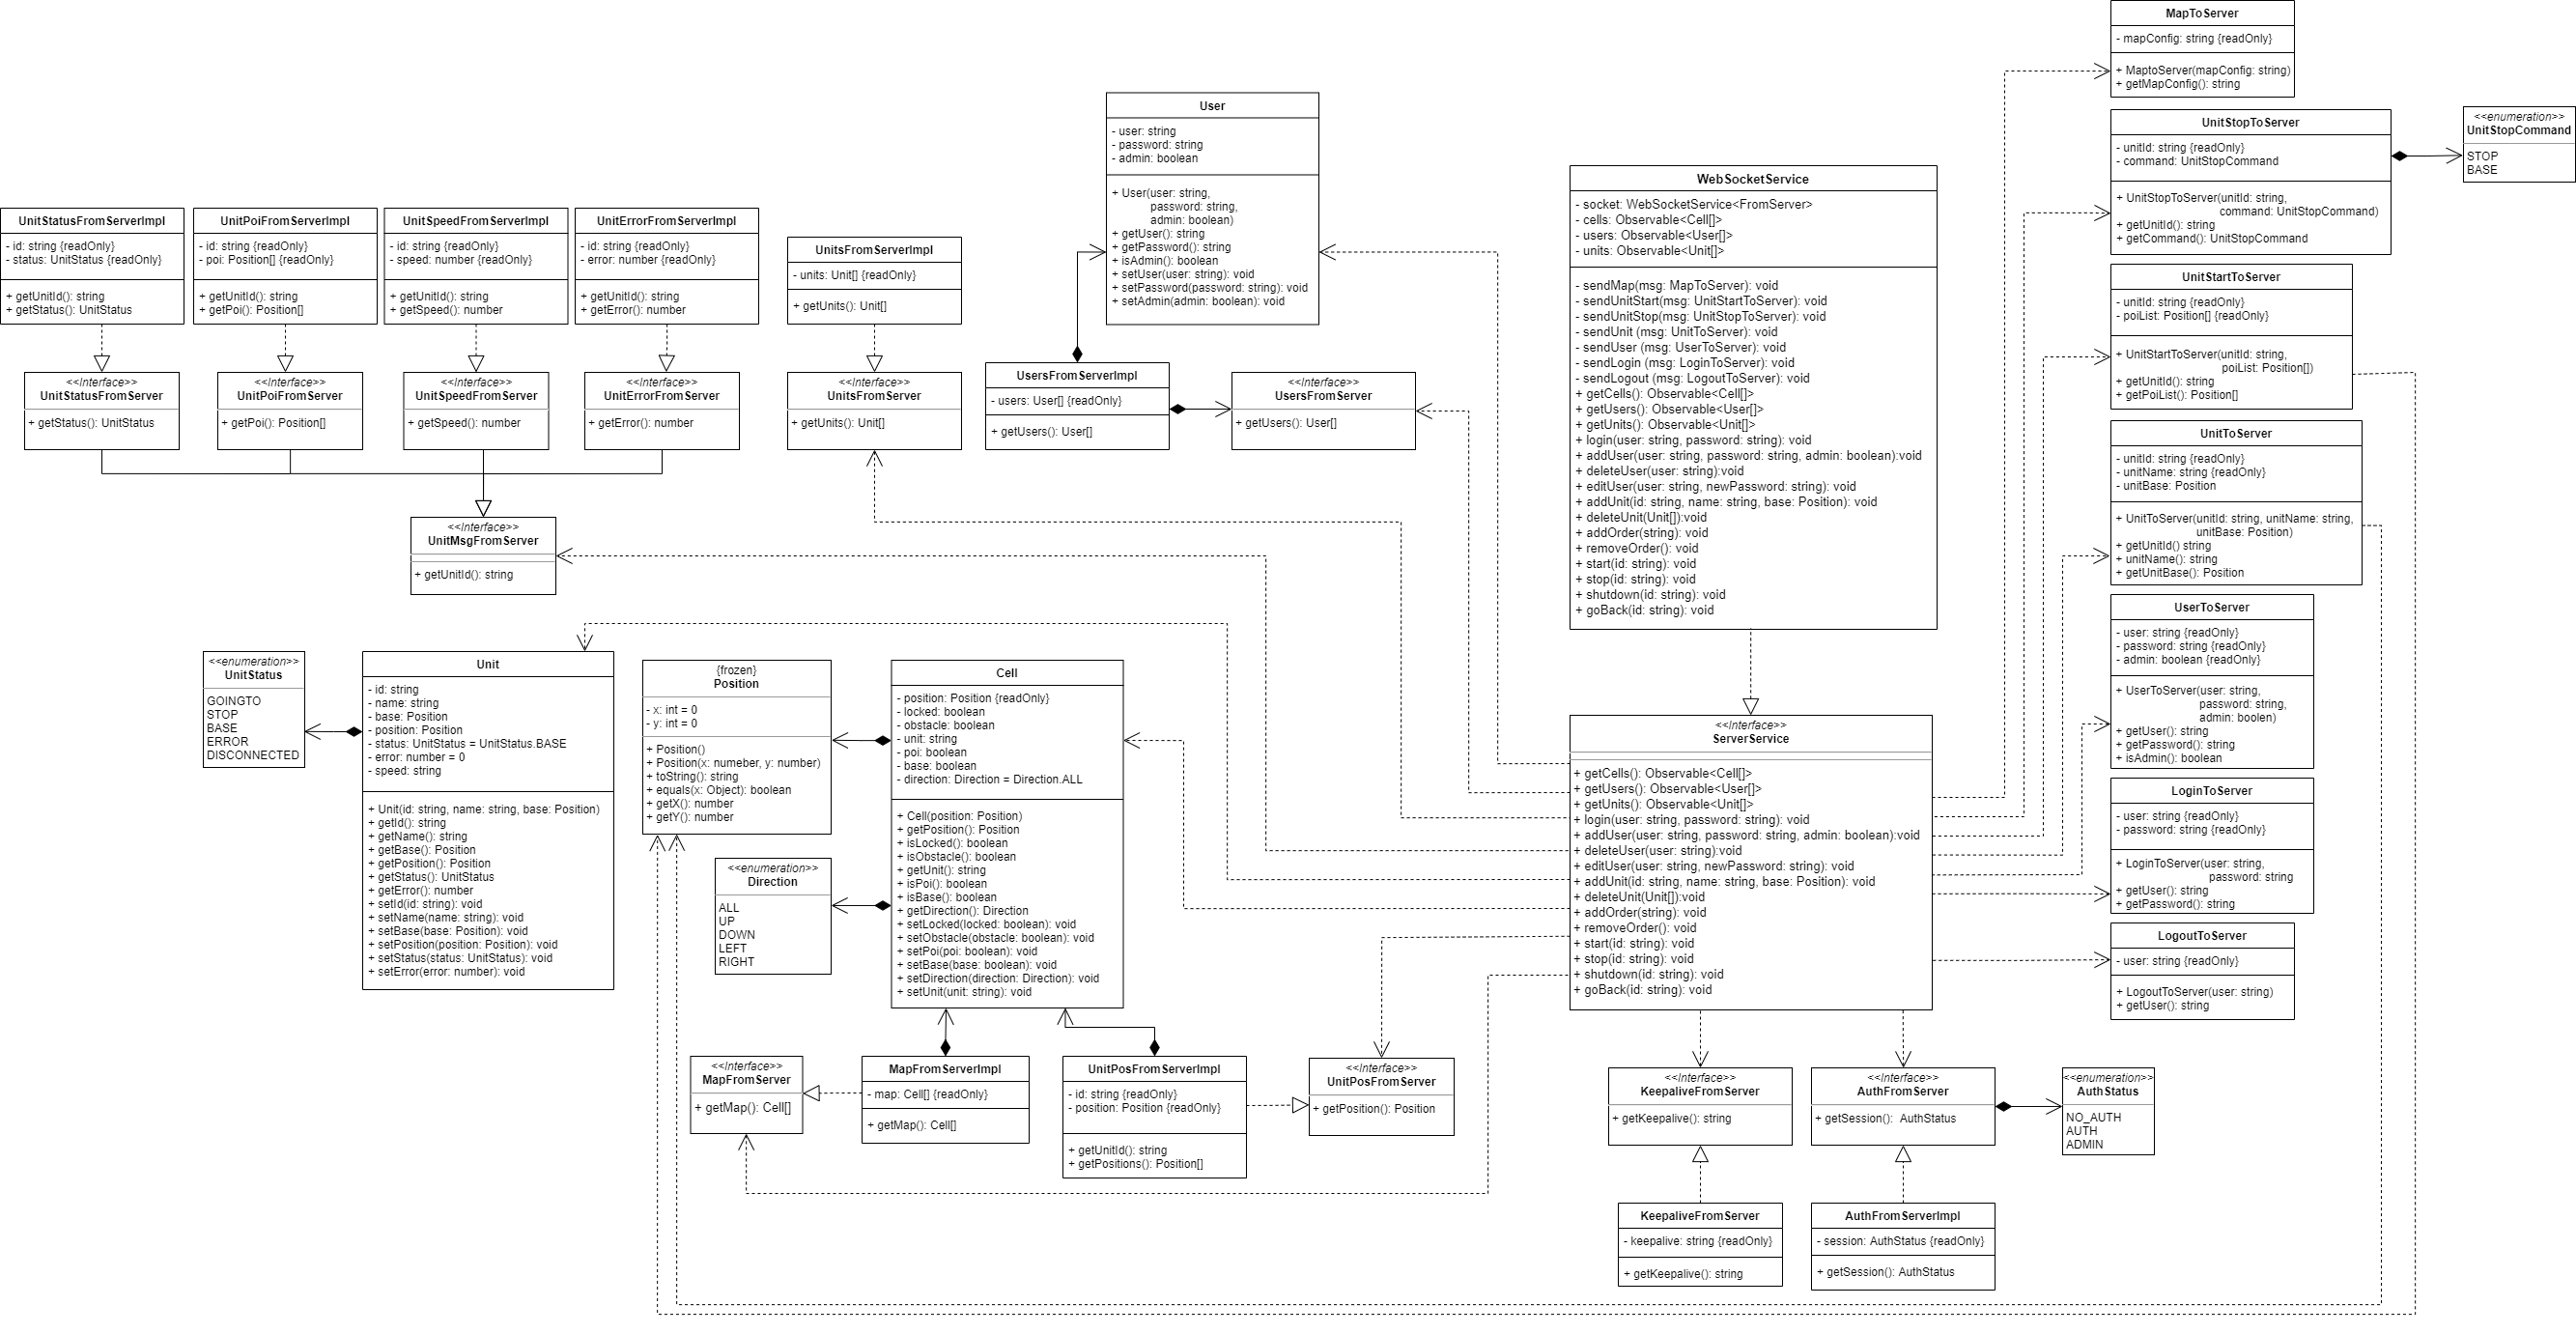 MapToServer
- mapConfig: string {readOnly}
+ MaptoServer(mapConfig: string)
+ getMapConfig(): string
UnitStopToServer
- unitId: string {readOnly}
- command: UnitStopCommand
+ UnitStopToServer(unitId: string,
command: UnitStopCommand)
+ getUnitId(): string
+ getCommand(): UnitStopCommand
<<enumeration>>
UnitStopCommand
STOP
BASE
User
- user: string
- password: string
- admin: boolean
+ User(user: string,
password: string,
admin: boolean)
+ getUser(): string
+ getPassword(): string
+ isAdmin(): boolean
+ setUser(user: string): void
+ setPassword(password: string): void
+ setAdmin(admin: boolean): void
WebSocketService
- socket: WebSocketService<FromServer>
- cells: Observable<Cell[]>
- users: Observable<User[]>
- units: Observable<Unit[]>
- sendMap(msg: MapToServer): void
- sendUnitStart(msg: UnitStartToServer): void
- sendUnitStop(msg: UnitStopToServer): void
- sendUnit (msg: UnitToServer): void
- sendUser (msg: UserToServer): void
- sendLogin (msg: LoginToServer): void
- sendLogout (msg: LogoutToServer): void
+ getCells(): Observable<Cell[]>
+ getUsers(): Observable<User[]>
+ getUnits(): Observable<Unit[]>
+ login(user: string, password: string): void
+ addUser(user: string, password: string, admin: boolean):void
+ deleteUser(user: string):void
+ editUser(user: string, newPassword: string): void
+ addUnit(id: string, name: string, base: Position): void
+ deleteUnit(Unit[]):void
+ addOrder(string): void
+ removeOrder(): void
+ start(id: string): void
+ stop(id: string): void
+ shutdown(id: string): void
+ goBack(id: string): void
UnitStatusFromServerImpl
- id: string {readOnly}
- status: UnitStatus {readOnly}
+ getUnitId(): string
+ getStatus(): UnitStatus
UnitPoiFromServerImpl
- id: string {readOnly}
- poi: Position[] {readOnly}
+ getUnitId(): string
+ getPoi(): Position[]
UnitSpeedFromServerImpl
- id: string {readOnly}
- speed: number {readOnly}
+ getUnitId(): string
+ getSpeed(): number
UnitErrorFromServerImpl
- id: string {readOnly}
- error: number {readOnly}
+ getUnitId(): string
+ getError(): number
UnitsFromServerImpl
- units: Unit[] {readOnly}
+ getUnits(): Unit[]
UnitStartToServer
- unitId: string {readOnly}
- poiList: Position[] {readOnly}
+ UnitStartToServer(unitId: string,
poiList: Position[])
+ getUnitId(): string
+ getPoiList(): Position[]
<<Interface>>
UnitStatusFromServer
+ getStatus(): UnitStatus
<<Interface>>
UnitPoiFromServer
+ getPoi(): Position[]
<<Interface>>
UnitSpeedFromServer
+ getSpeed(): number
<<Interface>>
UnitErrorFromServer
+ getError(): number
<<Interface>>
UnitsFromServer
+ getUnits(): Unit[]
UsersFromServerImpl
- users: User[] {readOnly}
+ getUsers(): User[]
<<Interface>>
UsersFromServer
+ getUsers(): User[]
UnitToServer
- unitId: string {readOnly}
- unitName: string {readOnly}
- unitBase: Position
+ UnitToServer(unitId: string, unitName: string,
unitBase: Position)
+ getUnitId() string
+ unitName(): string
+ getUnitBase(): Position
<<Interface>>
UnitMsgFromServer
+ getUnitId(): string
UserToServer
- user: string {readOnly}
- password: string {readOnly}
- admin: boolean {readOnly}
+ UserToServer(user: string,
password: string,
admin: boolen)
+ getUser(): string
+ getPassword(): string
+ isAdmin(): boolean
<<enumeration>>
UnitStatus
GOINGTO
STOP
BASE
ERROR
DISCONNECTED
Unit
- id: string
- name: string
- base: Position
- position: Position
- status: UnitStatus = UnitStatus.BASE
- error: number = 0
- speed: string
+ Unit(id: string, name: string, base: Position)
+ getId(): string
+ getName(): string
+ getBase(): Position
+ getPosition(): Position
+ getStatus(): UnitStatus
+ getError(): number
+ setId(id: string): void
+ setName(name: string): void
+ setBase(base: Position): void
+ setPosition(position: Position): void
+ setStatus(status: UnitStatus): void
+ setError(error: number): void
{frozen}
Position
- x: int = 0
- y: int = 0
+ Position()
+ Position(x: numeber, y: number)
+ toString(): string
+ equals(x: Object): boolean
+ getX(): number
+ getY(): number
Cell
- position: Position {readOnly}
- locked: boolean
- obstacle: boolean
- unit: string
- poi: boolean
- base: boolean
- direction: Direction = Direction.ALL
+ Cell(position: Position)
+ getPosition(): Position
+ isLocked(): boolean
+ isObstacle(): boolean
+ getUnit(): string
+ isPoi(): boolean
+ isBase(): boolean
+ getDirection(): Direction
+ setLocked(locked: boolean): void
+ setObstacle(obstacle: boolean): void
+ setPoi(poi: boolean): void
+ setBase(base: boolean): void
+ setDirection(direction: Direction): void
+ setUnit(unit: string): void
<<enumeration>>
Direction
ALL
UP
DOWN
LEFT
RIGHT
<<Interface>>
ServerService
+ getCells(): Observable<Cell[]>
+ getUsers(): Observable<User[]>
+ getUnits(): Observable<Unit[]>
+ login(user: string, password: string): void
+ addUser(user: string, password: string, admin: boolean):void
+ deleteUser(user: string):void
+ editUser(user: string, newPassword: string): void
+ addUnit(id: string, name: string, base: Position): void
+ deleteUnit(Unit[]):void
+ addOrder(string): void
+ removeOrder(): void
+ start(id: string): void
+ stop(id: string): void
+ shutdown(id: string): void
+ goBack(id: string): void
LoginToServer
- user: string {readOnly}
- password: string {readOnly}
+ LoginToServer(user: string,
password: string
+ getUser(): string
+ getPassword(): string
LogoutToServer
- user: string {readOnly}
+ LogoutToServer(user: string)
+ getUser(): string
<<Interface>>
MapFromServer
+ getMap(): Cell[]
MapFromServerImpl
- map: Cell[] {readOnly}
+ getMap(): Cell[]
UnitPosFromServerImpl
- id: string {readOnly}
- position: Position {readOnly}
+ getUnitId(): string
+ getPositions(): Position[]
<<Interface>>
UnitPosFromServer
+ getPosition(): Position
<<Interface>>
KeepaliveFromServer
+ getKeepalive(): string
<<Interface>>
AuthFromServer
+ getSession(): AuthStatus
<<enumeration>>
AuthStatus
NO_AUTH
AUTH
ADMIN
KeepaliveFromServer
- keepalive: string {readOnly}
+ getKeepalive(): string
AuthFromServerImpl
- session: AuthStatus {readOnly}
+ getSession(): AuthStatus